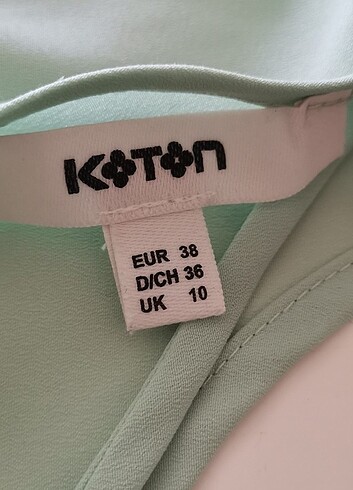 KOTON
EUR 38
D/CH 36
UK 10